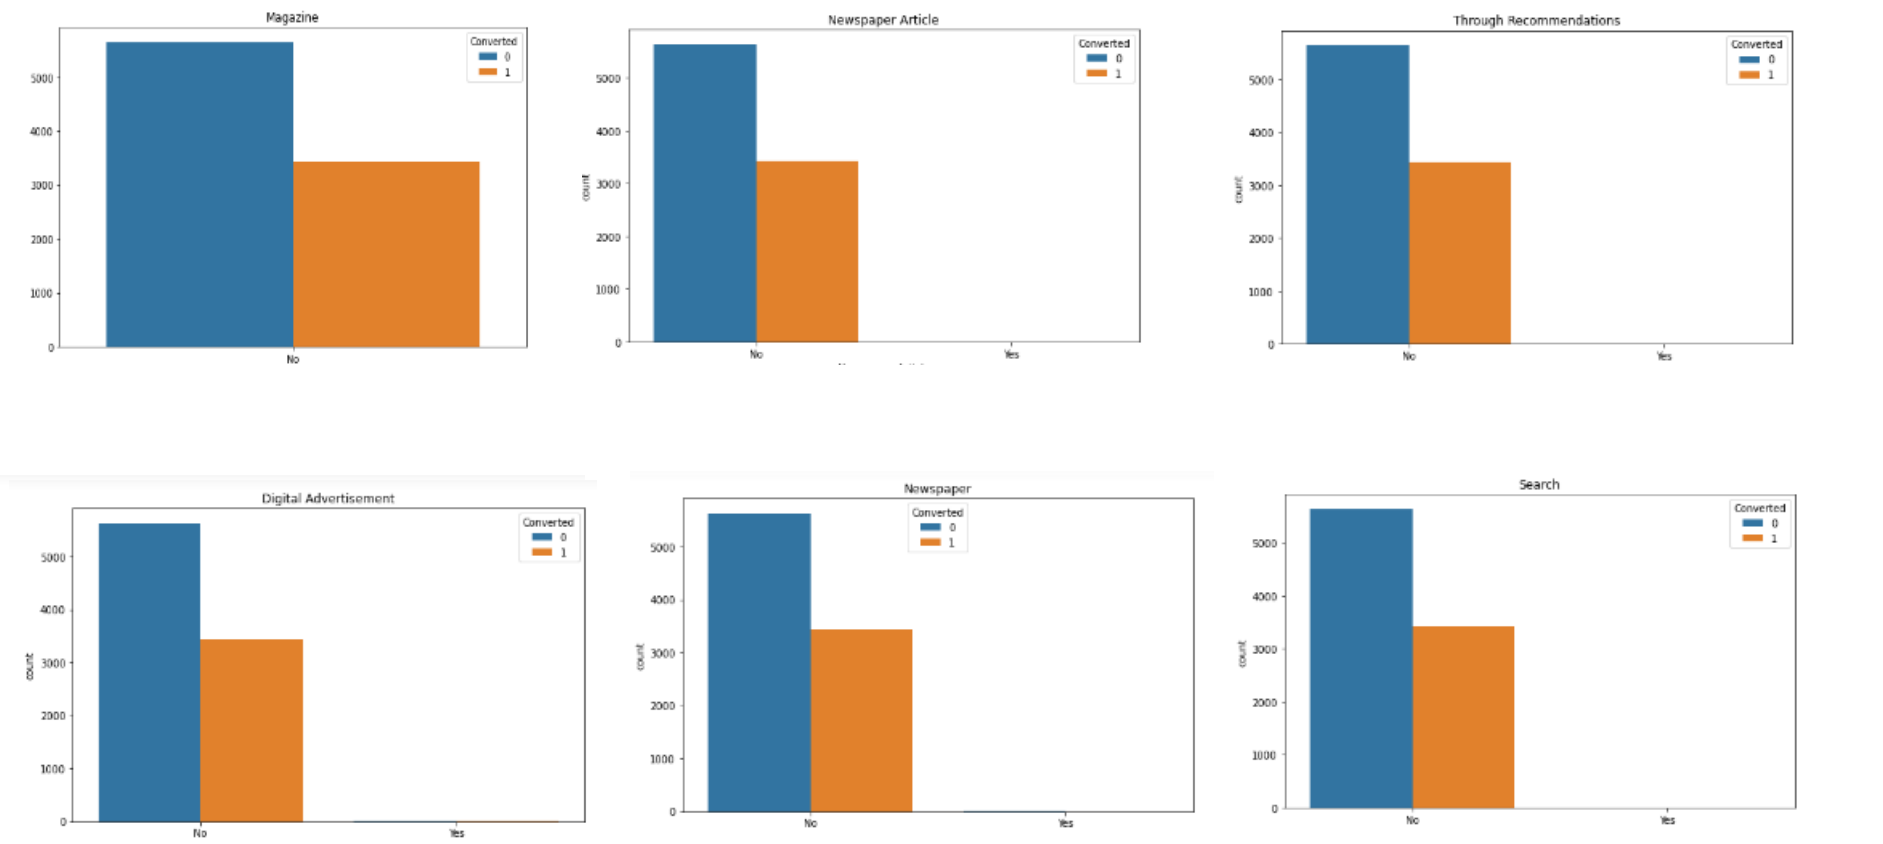 Magazine
Converted
0
1
5000
4000
3000
2000
1000
0
No
Newspaper Article
Converted
0
1
5000
4000
3000
2000
1000
0
count
No
Yes
Through Recommendations
Converted
0
1
5000
4000
3000
2000
1000
0
count
No
Yes
Digital Advertisement
Converted
0
1
5000
4000
3000
2000
1000
0
count
No
Yes
Newspaper
Converted
0
1
5000
4000
3000
2000
1000
0
count
No
Yes
Search
Converted
0
1
5000
4000
3000
2000
1000
0
count
No
Yes